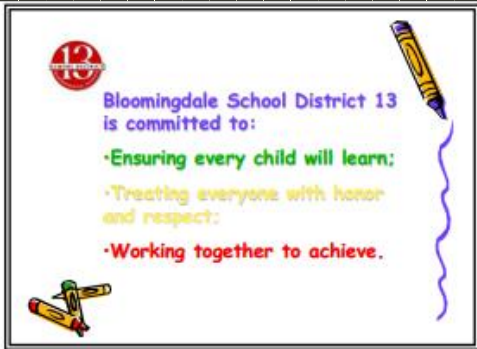 13
Bloomingdale School District 13
is committed to:
•Ensuring every child will learn;
•Treating everyone with honor
and respect;
•Working together to achieve.